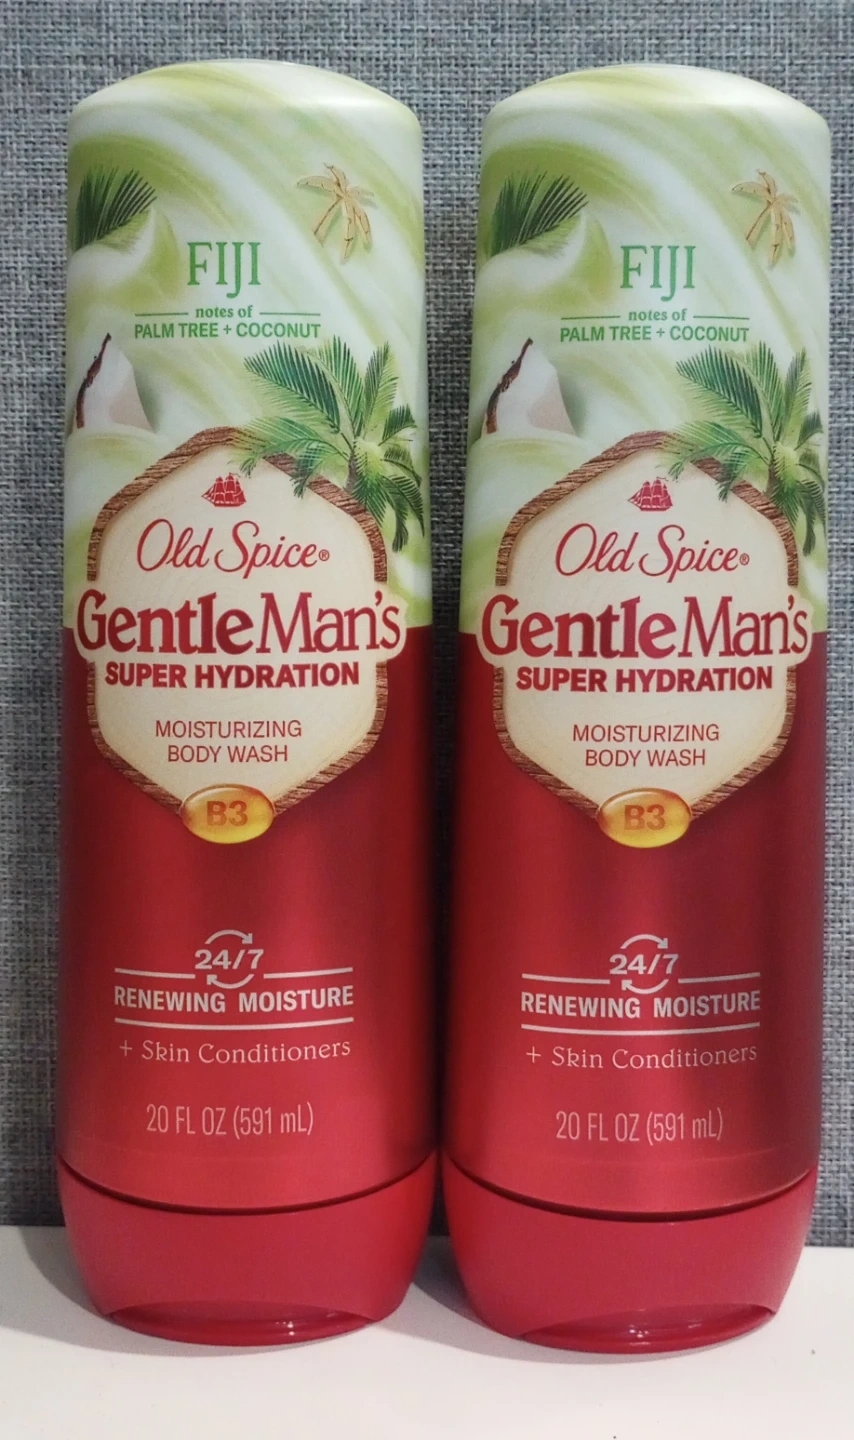 FIJI
notes of
PALM TREE + COCONUT
Old Spice®
GentleMan's
SUPER HYDRATION
MOISTURIZING
BODY WASH
B3
24/7
RENEWING MOISTURE
+ Skin Conditioners
20 FL OZ (591 mL)
FIJI
notes of
PALM TREE + COCONUT
Old Spice®
GentleMan's
SUPER HYDRATION
MOISTURIZING
BODY WASH
B3
24/7
RENEWING MOISTURE
+ Skin Conditioners
20 FL OZ (591 mL)